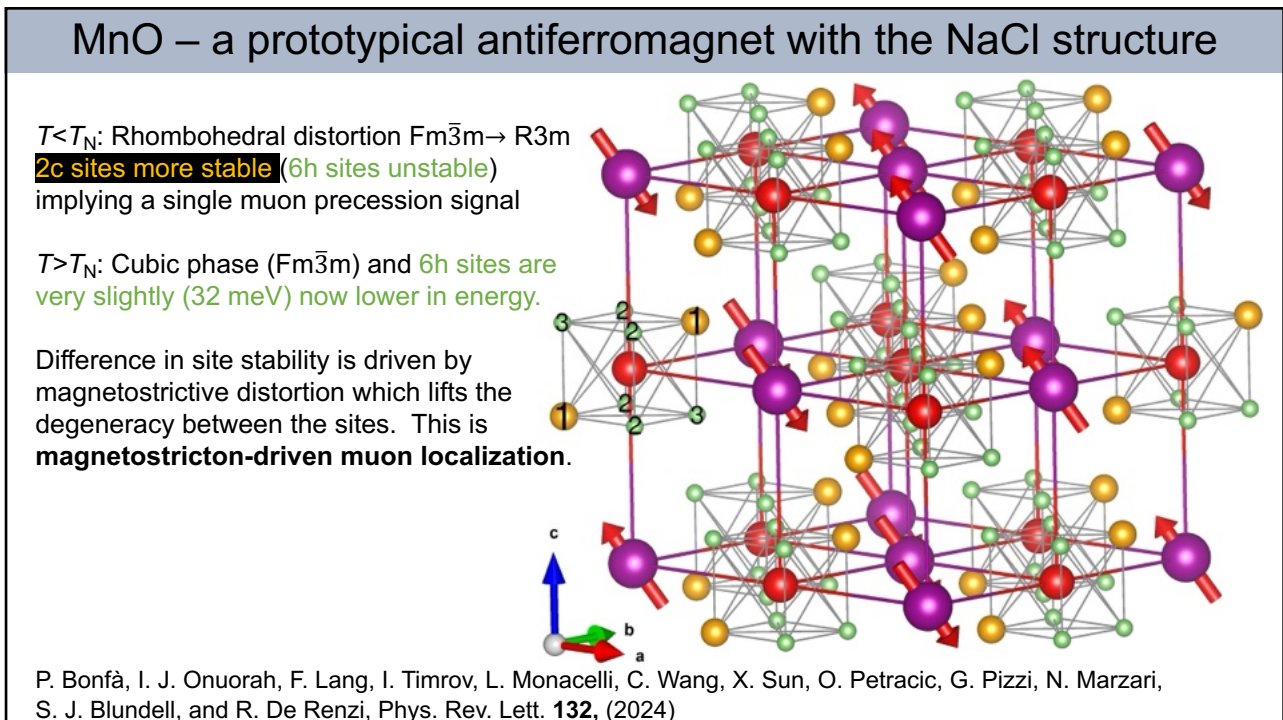 MnO – a prototypical antiferromagnet with the NaCl structure
T<T_N: Rhombohedral distortion Fm3̅m→ R3m
2c sites more stable (6h sites unstable)
implying a single muon precession signal
T>T_N: Cubic phase (Fm3̅m) and 6h sites are
very slightly (32 meV) now lower in energy.
Difference in site stability is driven by
magnetostrictive distortion which lifts the
degeneracy between the sites. This is
magnetostricton-driven muon localization.
3 2 1
2
1 2 3
2
c
b
a
P. Bonfà, I. J. Onuorah, F. Lang, I. Timrov, L. Monacelli, C. Wang, X. Sun, O. Petracic, G. Pizzi, N. Marzari,
S. J. Blundell, and R. De Renzi, Phys. Rev. Lett. 132, (2024)